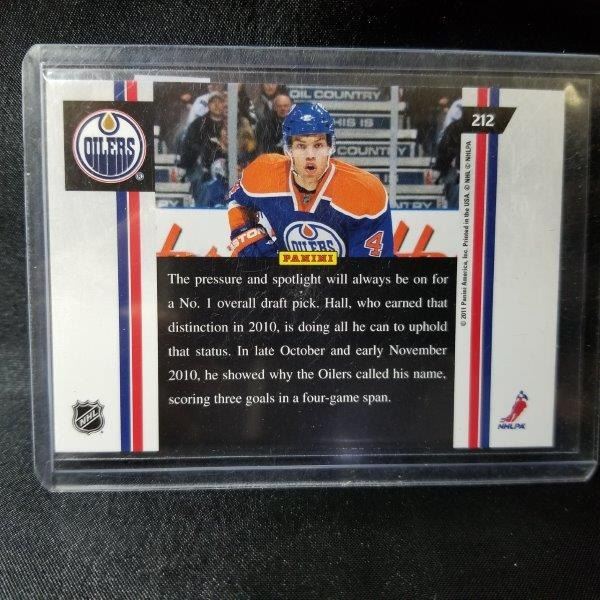 OILERS
OIL COUNTRY
THIS IS
COUNTRY
212
4
EASTON
OILERS
PANINI
The pressure and spotlight will always be on for
a No. 1 overall draft pick. Hall, who earned that
distinction in 2010, is doing all he can to uphold
that status. In late October and early November
2010, he showed why the Oilers called his name,
scoring three goals in a four-game span.
© 2011 Panini America, Inc. Printed in the USA. © NHL © NHLPA
NHL
NHLPA